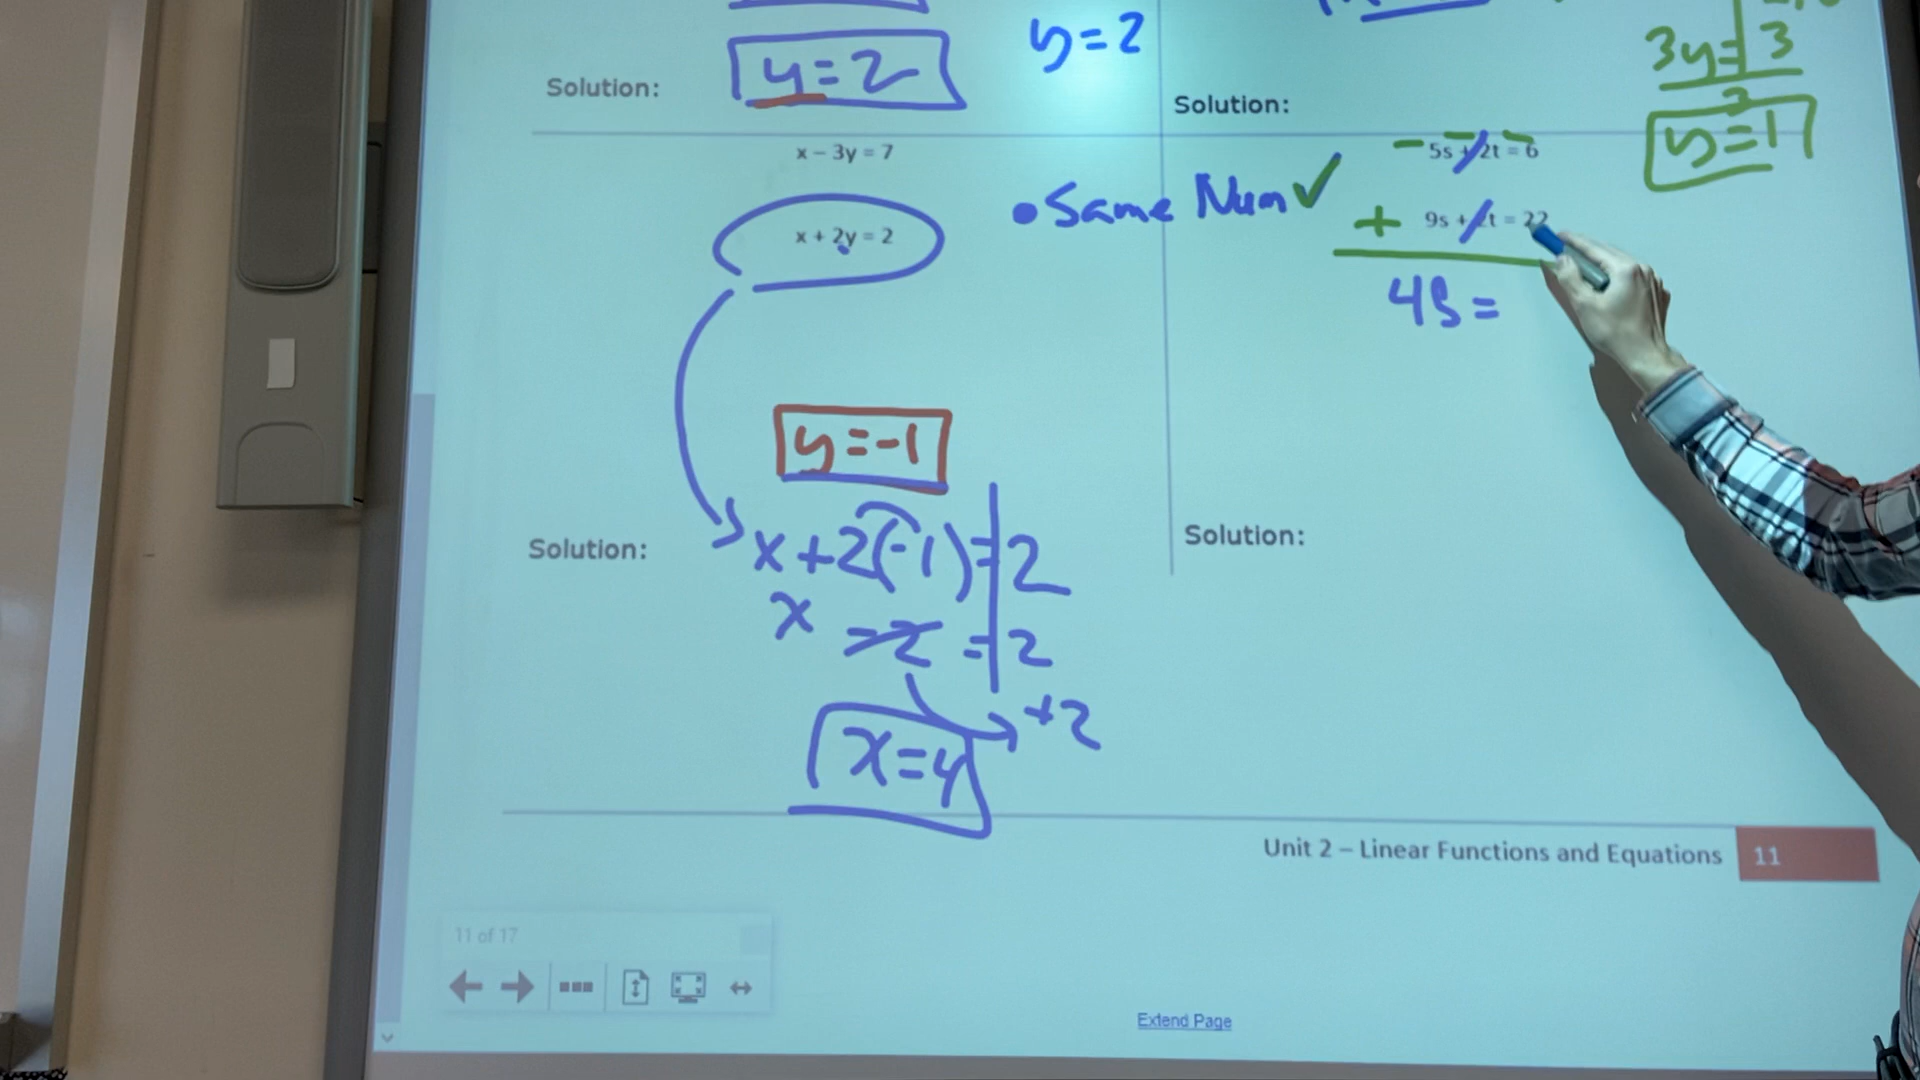 y=2
y=2
3y=3
3
Solution:
Solution:
y=1
x – 3y = 7
x + 2y = 2
• Same Num ✓
– 5s + 2t = 6
+ 9s + 2t = 22
4s =
y=-1
x+2(-1)=2
x -2 =2
+2
x=4
Solution:
Solution:
Unit 2 – Linear Functions and Equations 11
11 of 17
Extend Page